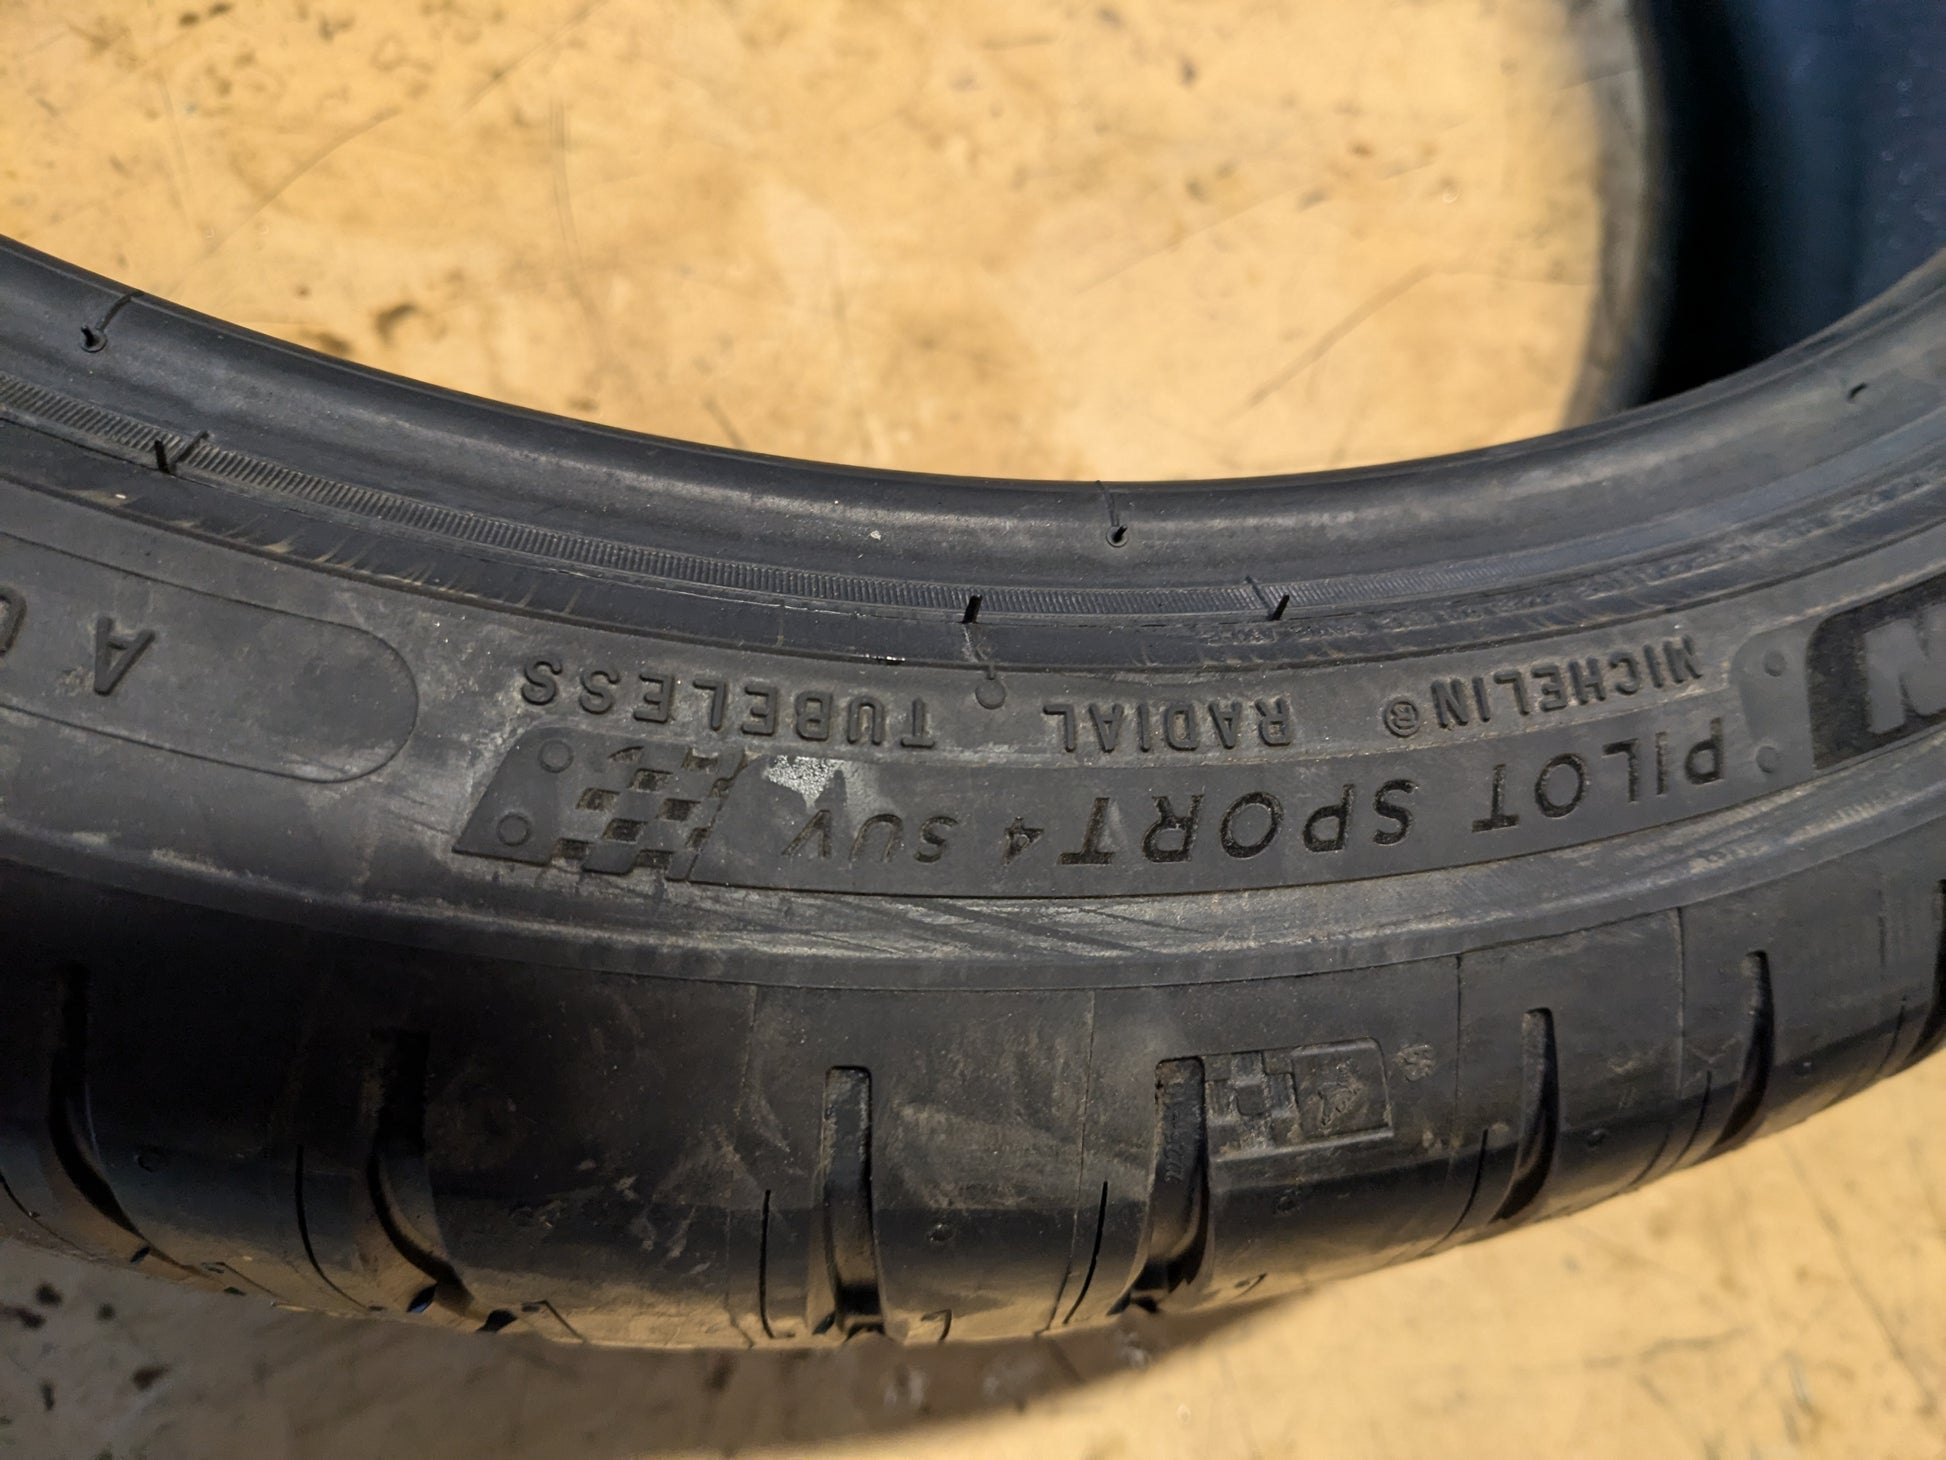 MICHELIN® RADIAL TUBELESS
PILOT SPORT 4 SUV
A